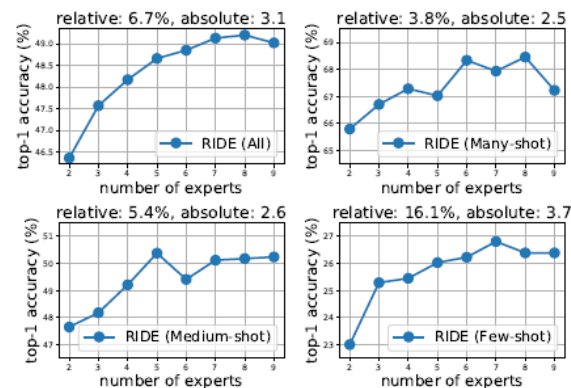 relative: 6.7%, absolute: 3.1
top-1 accuracy (%)
49.0
48.5
48.0
47.5
47.0
46.5
RIDE (All)
2 3 4 5 6 7 8 9
number of experts
relative: 3.8%, absolute: 2.5
top-1 accuracy (%)
69
68
67
66
65
RIDE (Many-shot)
2 3 4 5 6 7 8 9
number of experts
relative: 5.4%, absolute: 2.6
top-1 accuracy (%)
51
50
49
48
47
RIDE (Medium-shot)
2 3 4 5 6 7 8 9
number of experts
relative: 16.1%, absolute: 3.7
top-1 accuracy (%)
27
26
25
24
23
RIDE (Few-shot)
2 3 4 5 6 7 8 9
number of experts